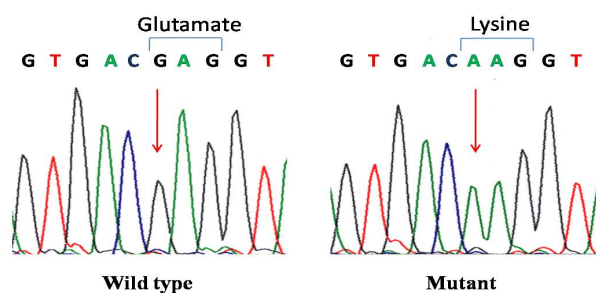 Glutamate
G T G A C G A G G T
Wild type
Lysine
G T G A C A A G G T
Mutant